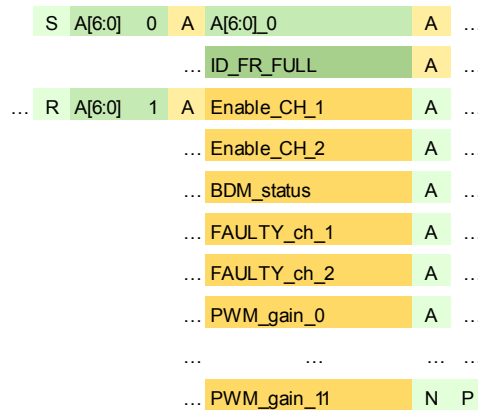 S A[6:0] 0 A A[6:0]_0 A …
… ID_FR_FULL A …
… R A[6:0] 1 A Enable_CH_1 A …
… Enable_CH_2 A …
… BDM_status A …
… FAULTY_ch_1 A …
… FAULTY_ch_2 A …
… PWM_gain_0 A …
… … … …
… PWM_gain_11 N P